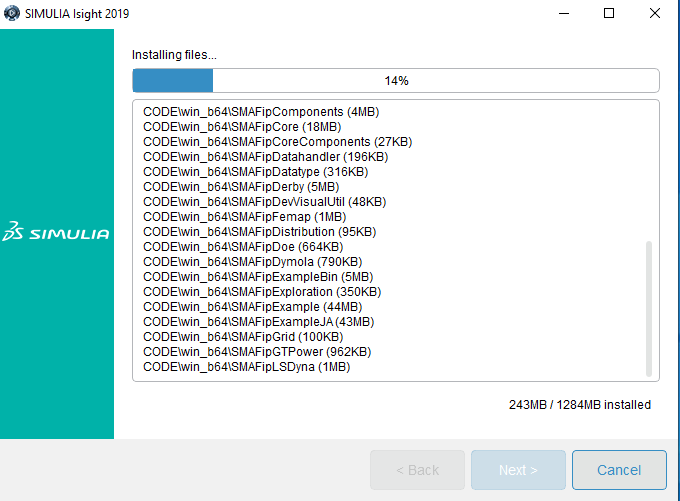 SIMULIA Isight 2019
Installing files...
14%
CODE\win_b64\SMAFipComponents (4MB)
CODE\win_b64\SMAFipCore (18MB)
CODE\win_b64\SMAFipCoreComponents (27KB)
CODE\win_b64\SMAFipDatahandler (196KB)
CODE\win_b64\SMAFipDatatype (316KB)
CODE\win_b64\SMAFipDerby (5MB)
CODE\win_b64\SMAFipDevVisualUtil (48KB)
CODE\win_b64\SMAFipFemap (1MB)
CODE\win_b64\SMAFipDistribution (95KB)
CODE\win_b64\SMAFipDoe (664KB)
CODE\win_b64\SMAFipDymola (790KB)
CODE\win_b64\SMAFipExampleBin (5MB)
CODE\win_b64\SMAFipExploration (350KB)
CODE\win_b64\SMAFipExample (44MB)
CODE\win_b64\SMAFipExampleJA (43MB)
CODE\win_b64\SMAFipGrid (100KB)
CODE\win_b64\SMAFipGTPower (962KB)
CODE\win_b64\SMAFipLSDyna (1MB)
SIMULIA
243MB / 1284MB installed
< Back
Next >
Cancel